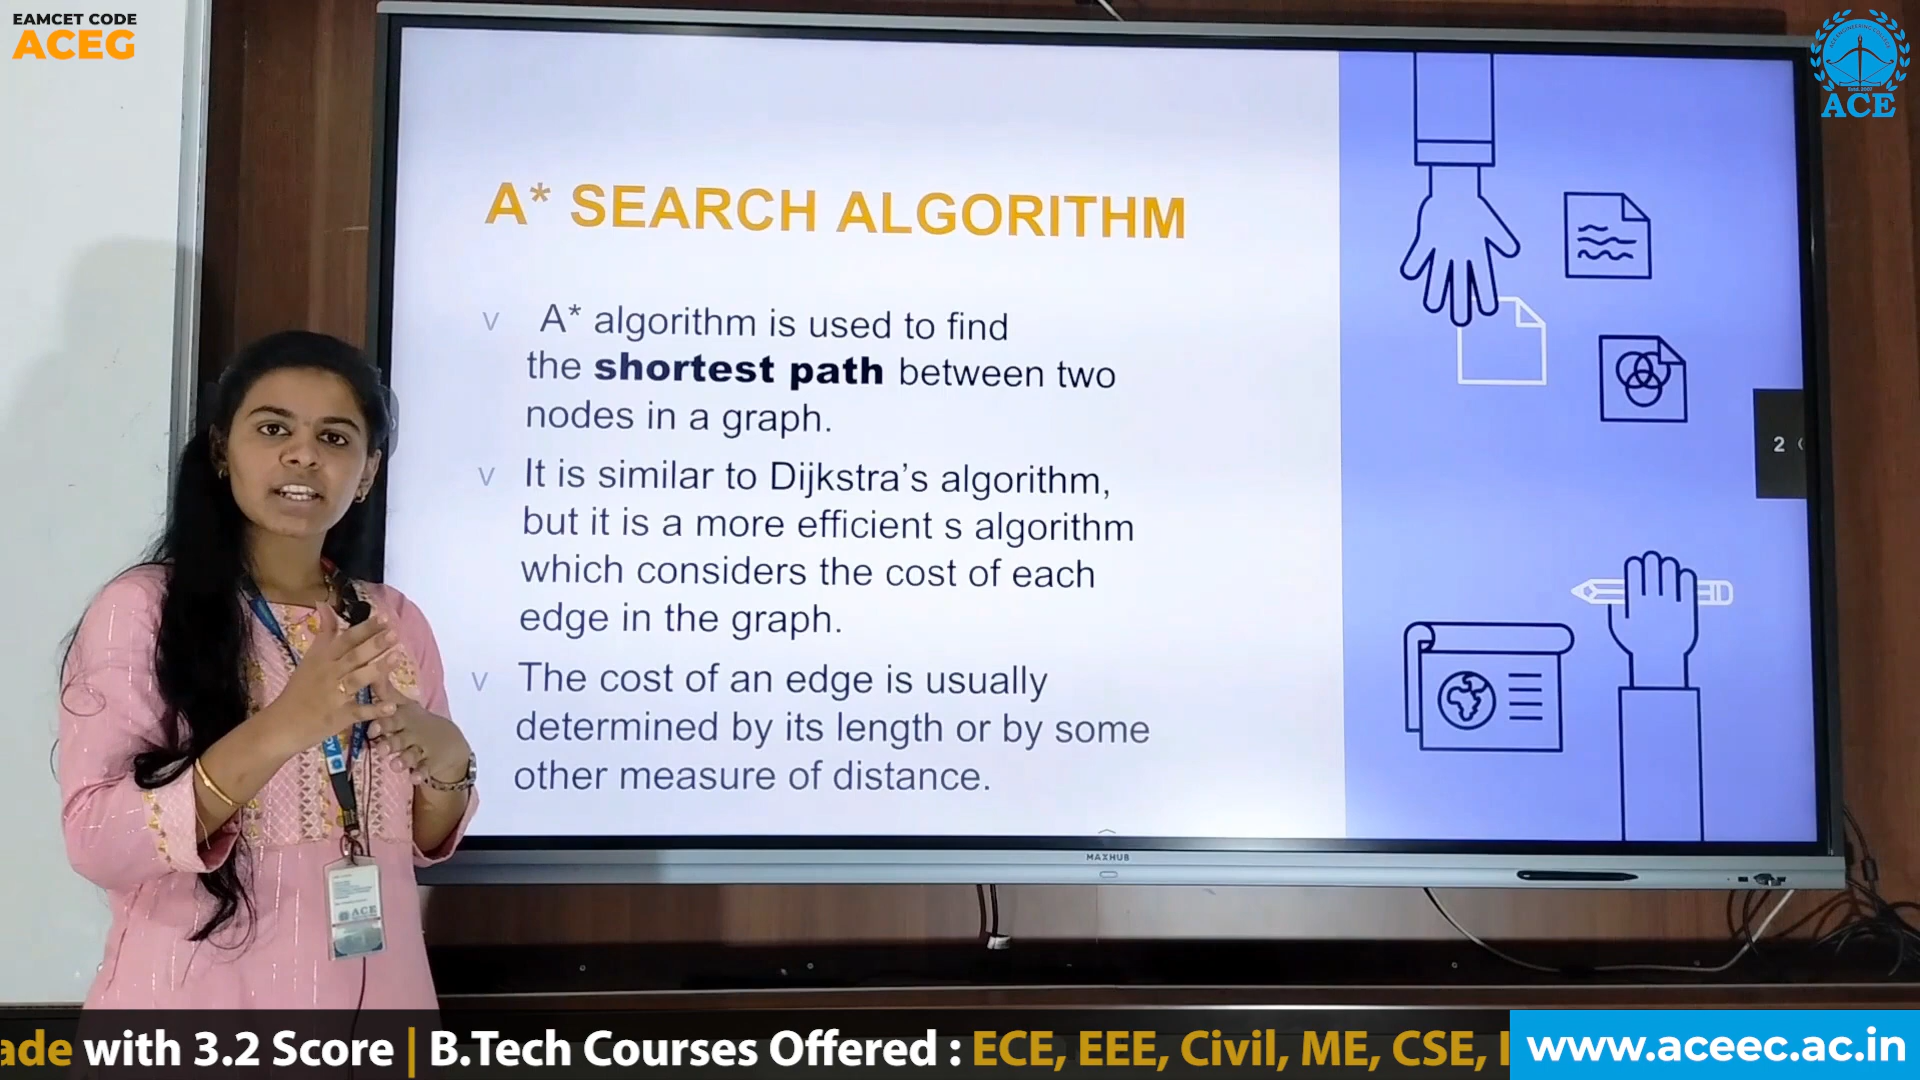 EAMCET CODE
ACEG
ACE
A* SEARCH ALGORITHM
v A* algorithm is used to find
the shortest path between two
nodes in a graph.
v It is similar to Dijkstra’s algorithm,
but it is a more efficient s algorithm
which considers the cost of each
edge in the graph.
v The cost of an edge is usually
determined by its length or by some
other measure of distance.
2
MAXHUB
ACE
ade with 3.2 Score | B.Tech Courses Offered : ECE, EEE, Civil, ME, CSE,
www.aceec.ac.in